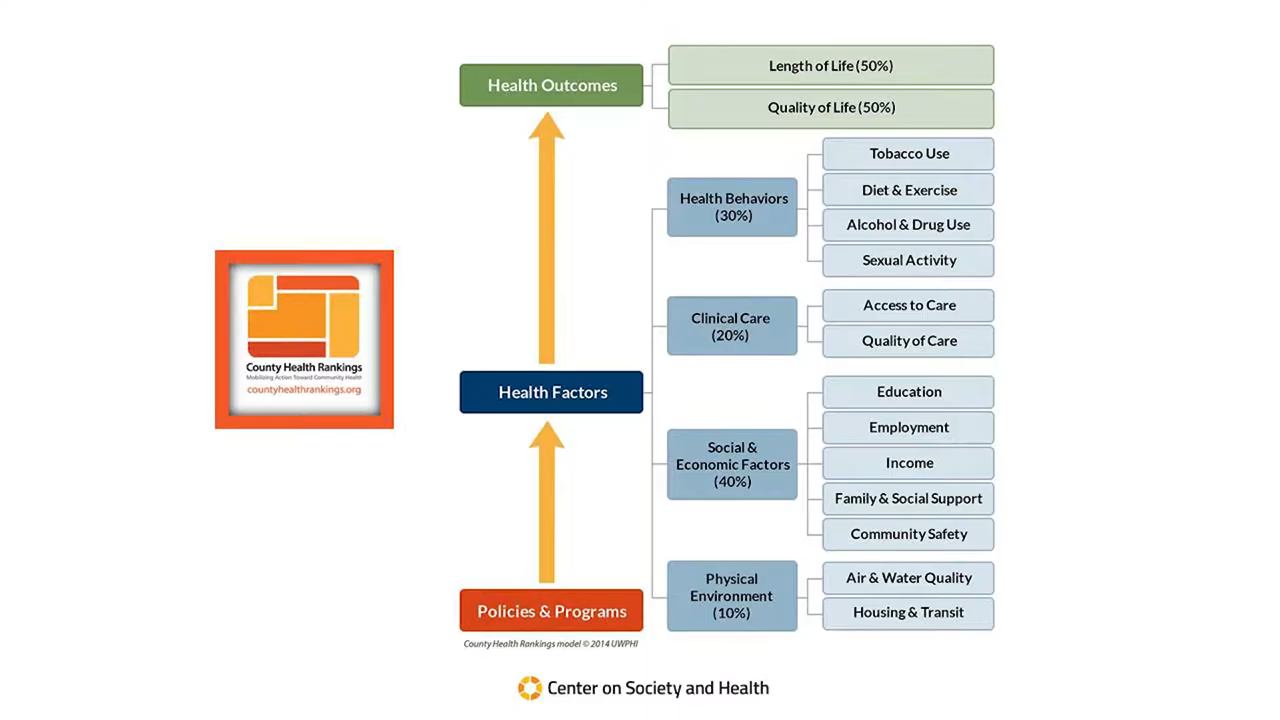 Health Outcomes
Length of Life (50%)
Quality of Life (50%)
Health Behaviors
(30%)
Tobacco Use
Diet & Exercise
Alcohol & Drug Use
Sexual Activity
Clinical Care
(20%)
Access to Care
Quality of Care
County Health Rankings
Mobilizing Action Toward Community Health
countyhealthrankings.org
Health Factors
Social &
Economic Factors
(40%)
Education
Employment
Income
Family & Social Support
Community Safety
Physical
Environment
(10%)
Air & Water Quality
Housing & Transit
Policies & Programs
County Health Rankings model © 2014 UWPHI
Center on Society and Health